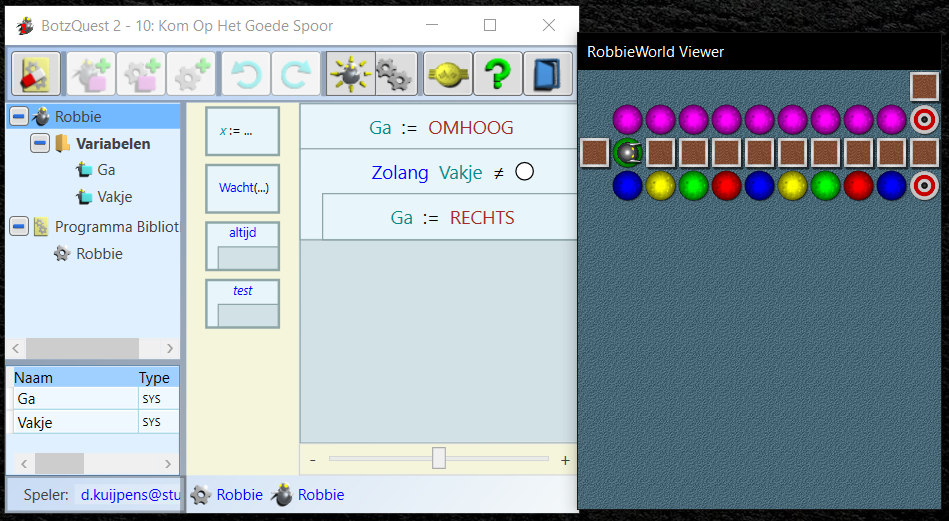 BotzQuest 2 - 10: Kom Op Het Goede Spoor
RobbieWorld Viewer
Robbie
Variabelen
Ga
Vakje
Programma Bibliot
Robbie
x := ...
Wacht(...)
altijd
test
Ga := OMHOOG
Zolang Vakje ≠
Ga := RECHTS
Naam Type
Ga SYS
Vakje SYS
- +
Speler: d.kuijpens@stu Robbie Robbie